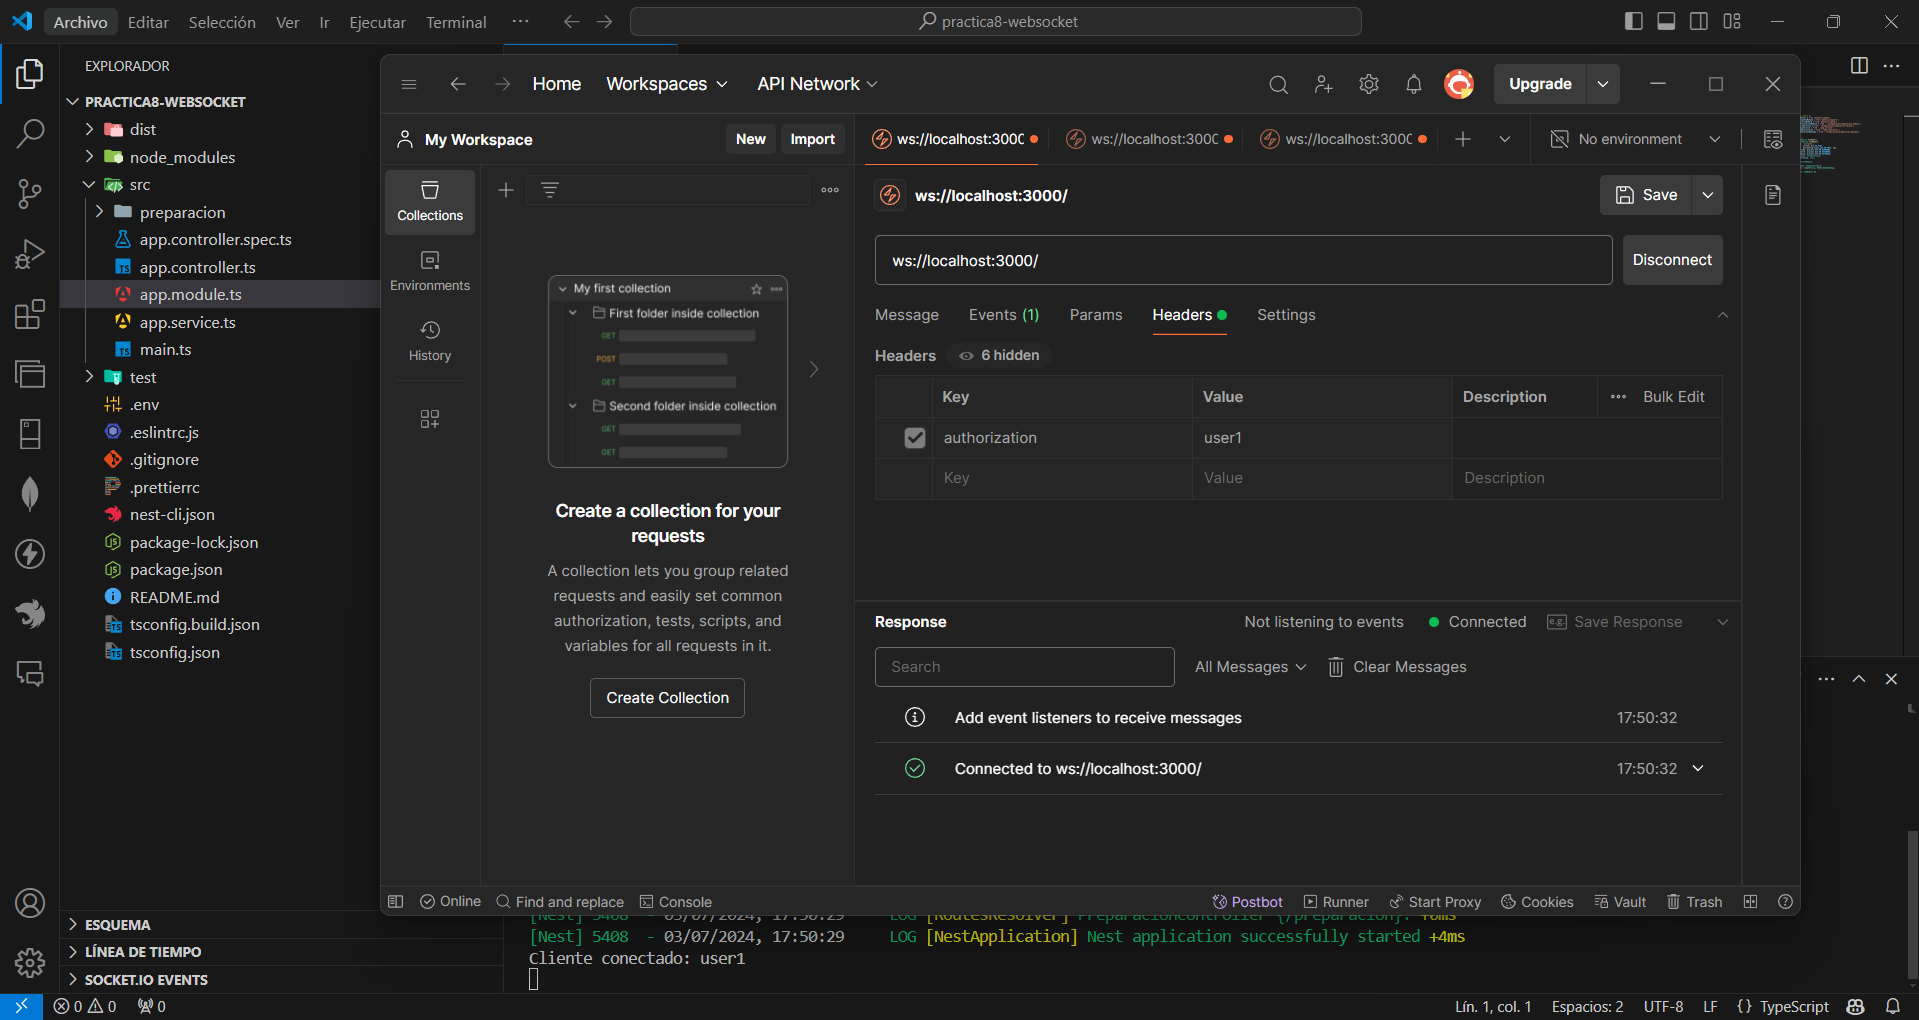 Archivo Editar Selección Ver Ir Ejecutar Terminal ··· practica8-websocket
EXPLORADOR
PRACTICA8-WEBSOCKET
dist
node_modules
src
preparacion
app.controller.spec.ts
app.controller.ts
app.module.ts
app.service.ts
main.ts
test
.env
.eslintrc.js
.gitignore
.prettierrc
nest-cli.json
package-lock.json
package.json
README.md
tsconfig.build.json
tsconfig.json
ESQUEMA
LÍNEA DE TIEMPO
SOCKET.IO EVENTS
Home Workspaces API Network Upgrade
My Workspace New Import
ws://localhost:300 ws://localhost:300 ws://localhost:300 No environment
Collections
Environments
History
My first collection
First folder inside collection
GET
POST
GET
Second folder inside collection
GET
GET
Create a collection for your
requests
A collection lets you group related
requests and easily set common
authorization, tests, scripts, and
variables for all requests in it.
Create Collection
ws://localhost:3000/ Save
ws://localhost:3000/ Disconnect
Message Events (1) Params Headers Settings
Headers 6 hidden
Key Value Description ··· Bulk Edit
authorization user1
Key Value Description
Response Not listening to events Connected e.g. Save Response
Search All Messages Clear Messages
Add event listeners to receive messages 17:50:32
Connected to ws://localhost:3000/ 17:50:32
Online Find and replace Console Postbot Runner Start Proxy Cookies Vault Trash
[Nest] 5408 - 03/07/2024, 17:50:29 LOG [RoutesResolver] PreparacionController {/preparacion}: +0ms
[Nest] 5408 - 03/07/2024, 17:50:29 LOG [NestApplication] Nest application successfully started +4ms
Cliente conectado: user1
0 0 0 Lín. 1, col. 1 Espacios: 2 UTF-8 LF {} TypeScript